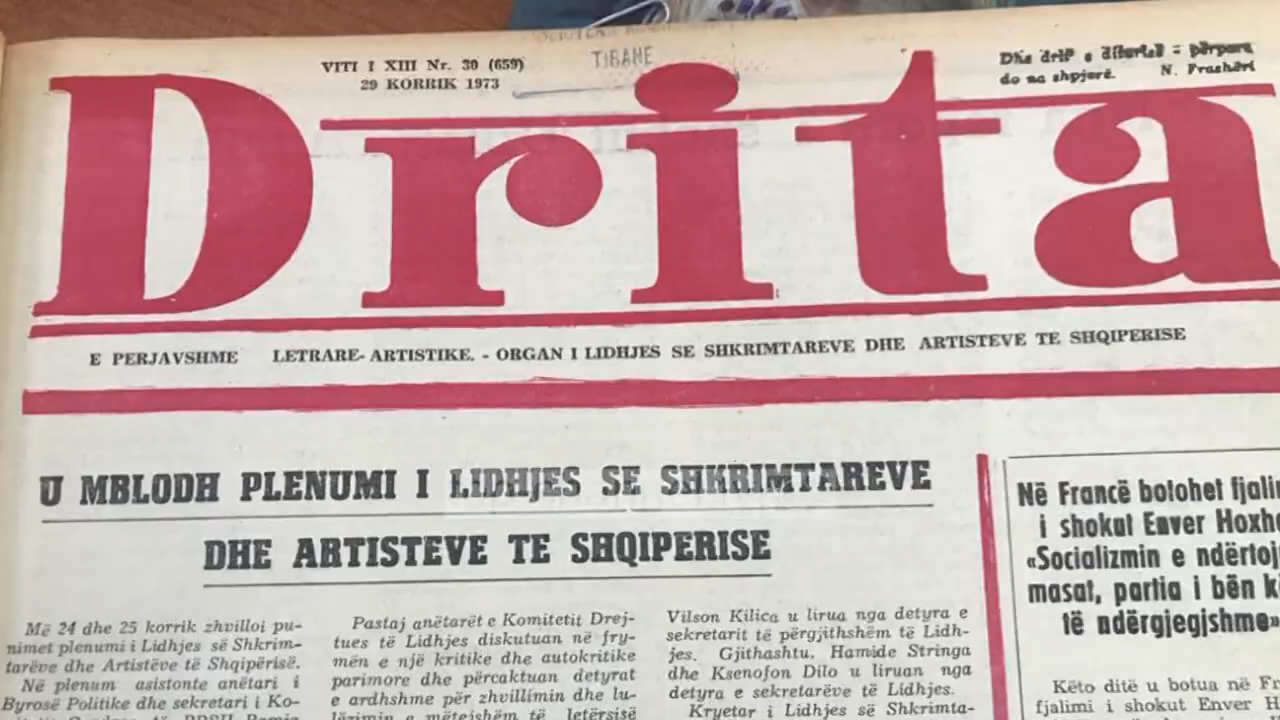 TIRANE
VITI I XIII Nr. 30 (659)
29 KORRIK 1973
Dhe drit' e diturisë përpara
do na shpjerë. N. Frashëri
Drita
E PERJAVSHME LETRARE-ARTISTIKE. - ORGAN I LIDHJES SE SHKRIMTAREVE DHE ARTISTEVE TE SHQIPERISE
U MBLODH PLENUMI I LIDHJES SE SHKRIMTAREVE
DHE ARTISTEVE TE SHQIPERISE
Më 24 dhe 25 korrik zhvilloi pu-
nimet plenumi i Lidhjes së Shkrim-
tarëve dhe Artistëve të Shqipërisë.
Në plenum asistonte anëtari i
Byrosë Politike dhe sekretari i Ko-
Pastaj anëtarët e Komitetit Drej-
tues të Lidhjes diskutuan në fry-
mën e një kritike dhe autokritike
parimore dhe përcaktuan detyrat
e ardhshme për zhvillimin dhe lu-
lëzimin e mëtejshëm të letërsisë
Vilson Kilica u lirua nga detyra e
sekretarit të përgjithshëm të Lidh-
jes. Gjithashtu, Hamide Stringa
dhe Ksenofon Dilo u liruan nga
detyra e sekretarëve të Lidhjes.
Kryetar i Lidhjes së Shkrimta-
Në Francë botohet fjalir
i shokut Enver Hoxh
«Socializmin e ndërtoj
masat, partia i bën k
të ndërgjegjshme»
Këto ditë u botua në Fr
fjalimi i shokut Enver H